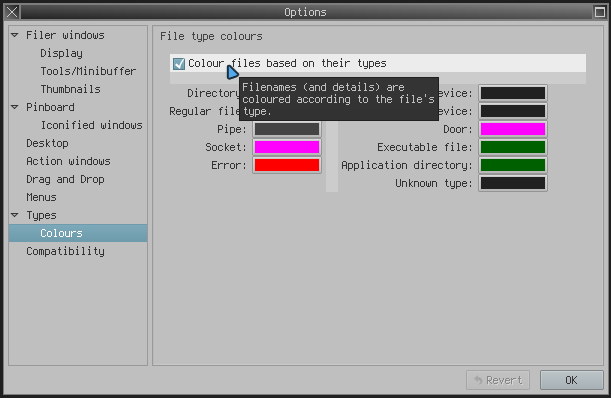 Options
Filer windows
Display
Tools/Minibuffer
Thumbnails
Pinboard
Iconified windows
Desktop
Action windows
Drag and Drop
Menus
Types
Colours
Compatibility
File type colours
Colour files based on their types
Filenames (and details) are
coloured according to the file's
type.
Directory
evice:
Regular file
evice:
Pipe:
Door:
Socket:
Executable file:
Error:
Application directory:
Unknown type:
Revert
OK